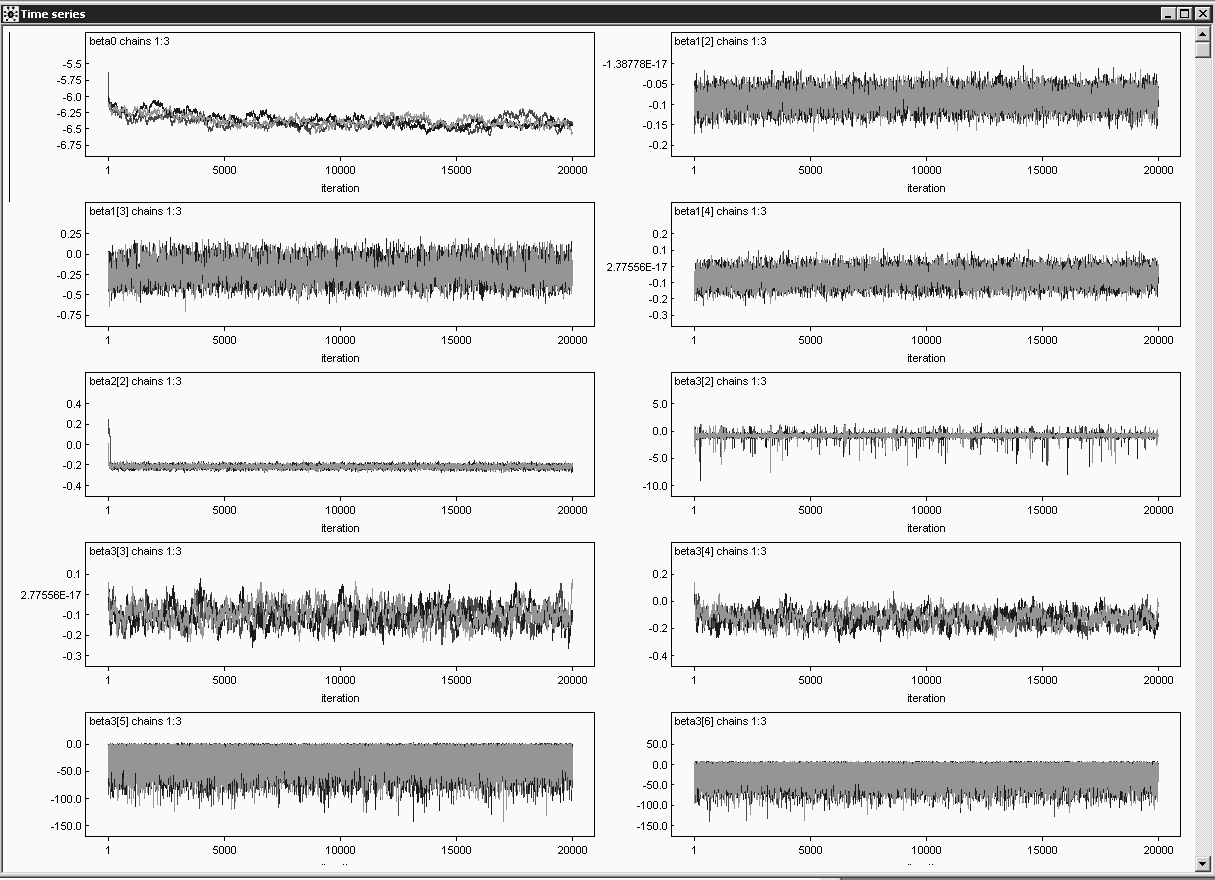 Time series
beta0 chains 1:3
-5.5
-5.75
-6.0
-6.25
-6.5
-6.75
1 5000 10000 15000 20000
iteration
beta1[2] chains 1:3
-1.38778E-17
-0.05
-0.1
-0.15
-0.2
1 5000 10000 15000 20000
iteration
beta1[3] chains 1:3
0.25
0.0
-0.25
-0.5
-0.75
1 5000 10000 15000 20000
iteration
beta1[4] chains 1:3
0.2
0.1
2.77556E-17
-0.1
-0.2
-0.3
1 5000 10000 15000 20000
iteration
beta2[2] chains 1:3
0.4
0.2
0.0
-0.2
-0.4
1 5000 10000 15000 20000
iteration
beta3[2] chains 1:3
5.0
0.0
-5.0
-10.0
1 5000 10000 15000 20000
iteration
beta3[3] chains 1:3
0.1
2.77556E-17
-0.1
-0.2
-0.3
1 5000 10000 15000 20000
iteration
beta3[4] chains 1:3
0.2
0.0
-0.2
-0.4
1 5000 10000 15000 20000
iteration
beta3[5] chains 1:3
0.0
-50.0
-100.0
-150.0
1 5000 10000 15000 20000
beta3[6] chains 1:3
50.0
0.0
-50.0
-100.0
-150.0
1 5000 10000 15000 20000